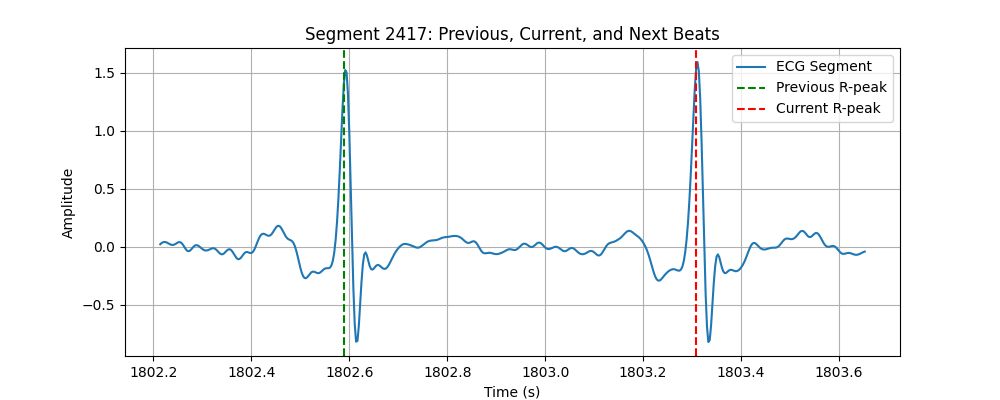 Segment 2417: Previous, Current, and Next Beats
ECG Segment
Previous R-peak
Current R-peak
1.5
1.0
0.5
0.0
−0.5
Amplitude
1802.2 1802.4 1802.6 1802.8 1803.0 1803.2 1803.4 1803.6
Time (s)